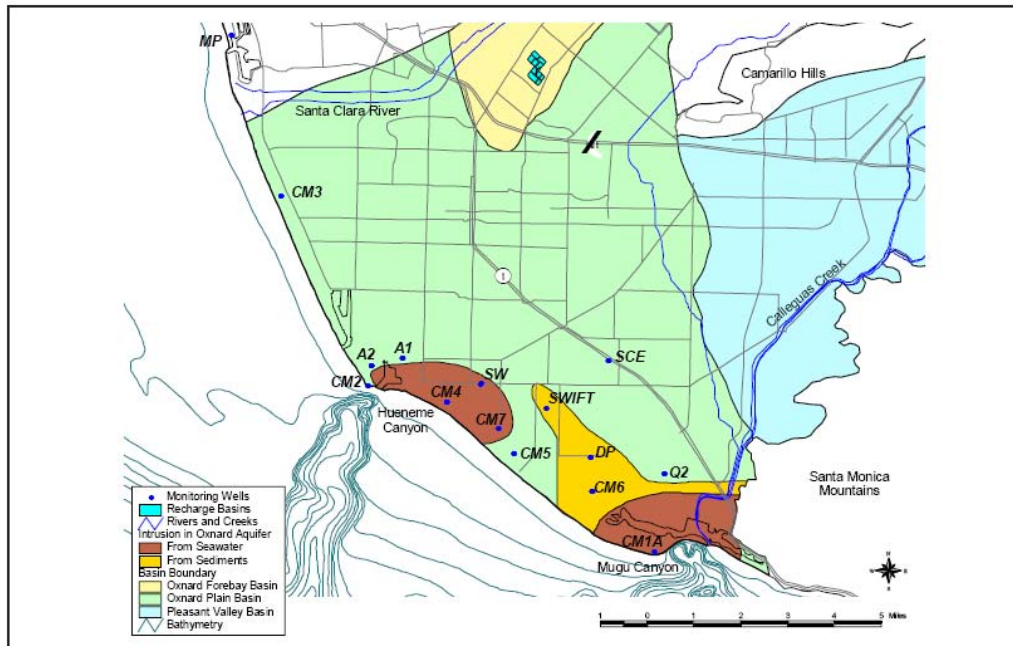 MP
Camarillo Hills
Santa Clara River
CM3
1
Calleguas Creek
A2
A1
SCE
CM2
SW
Hueneme
Canyon
CM4
SWIFT
CM7
CM5
DP
Q2
CM6
Santa Monica
Mountains
CM1A
Mugu Canyon
Monitoring Wells
Recharge Basins
Rivers and Creeks
Intrusion in Oxnard Aquifer
From Seawater
From Sediments
Basin Boundary
Oxnard Forebay Basin
Oxnard Plain Basin
Pleasant Valley Basin
Bathymetry
1 0 1 2 3 4 5 Miles